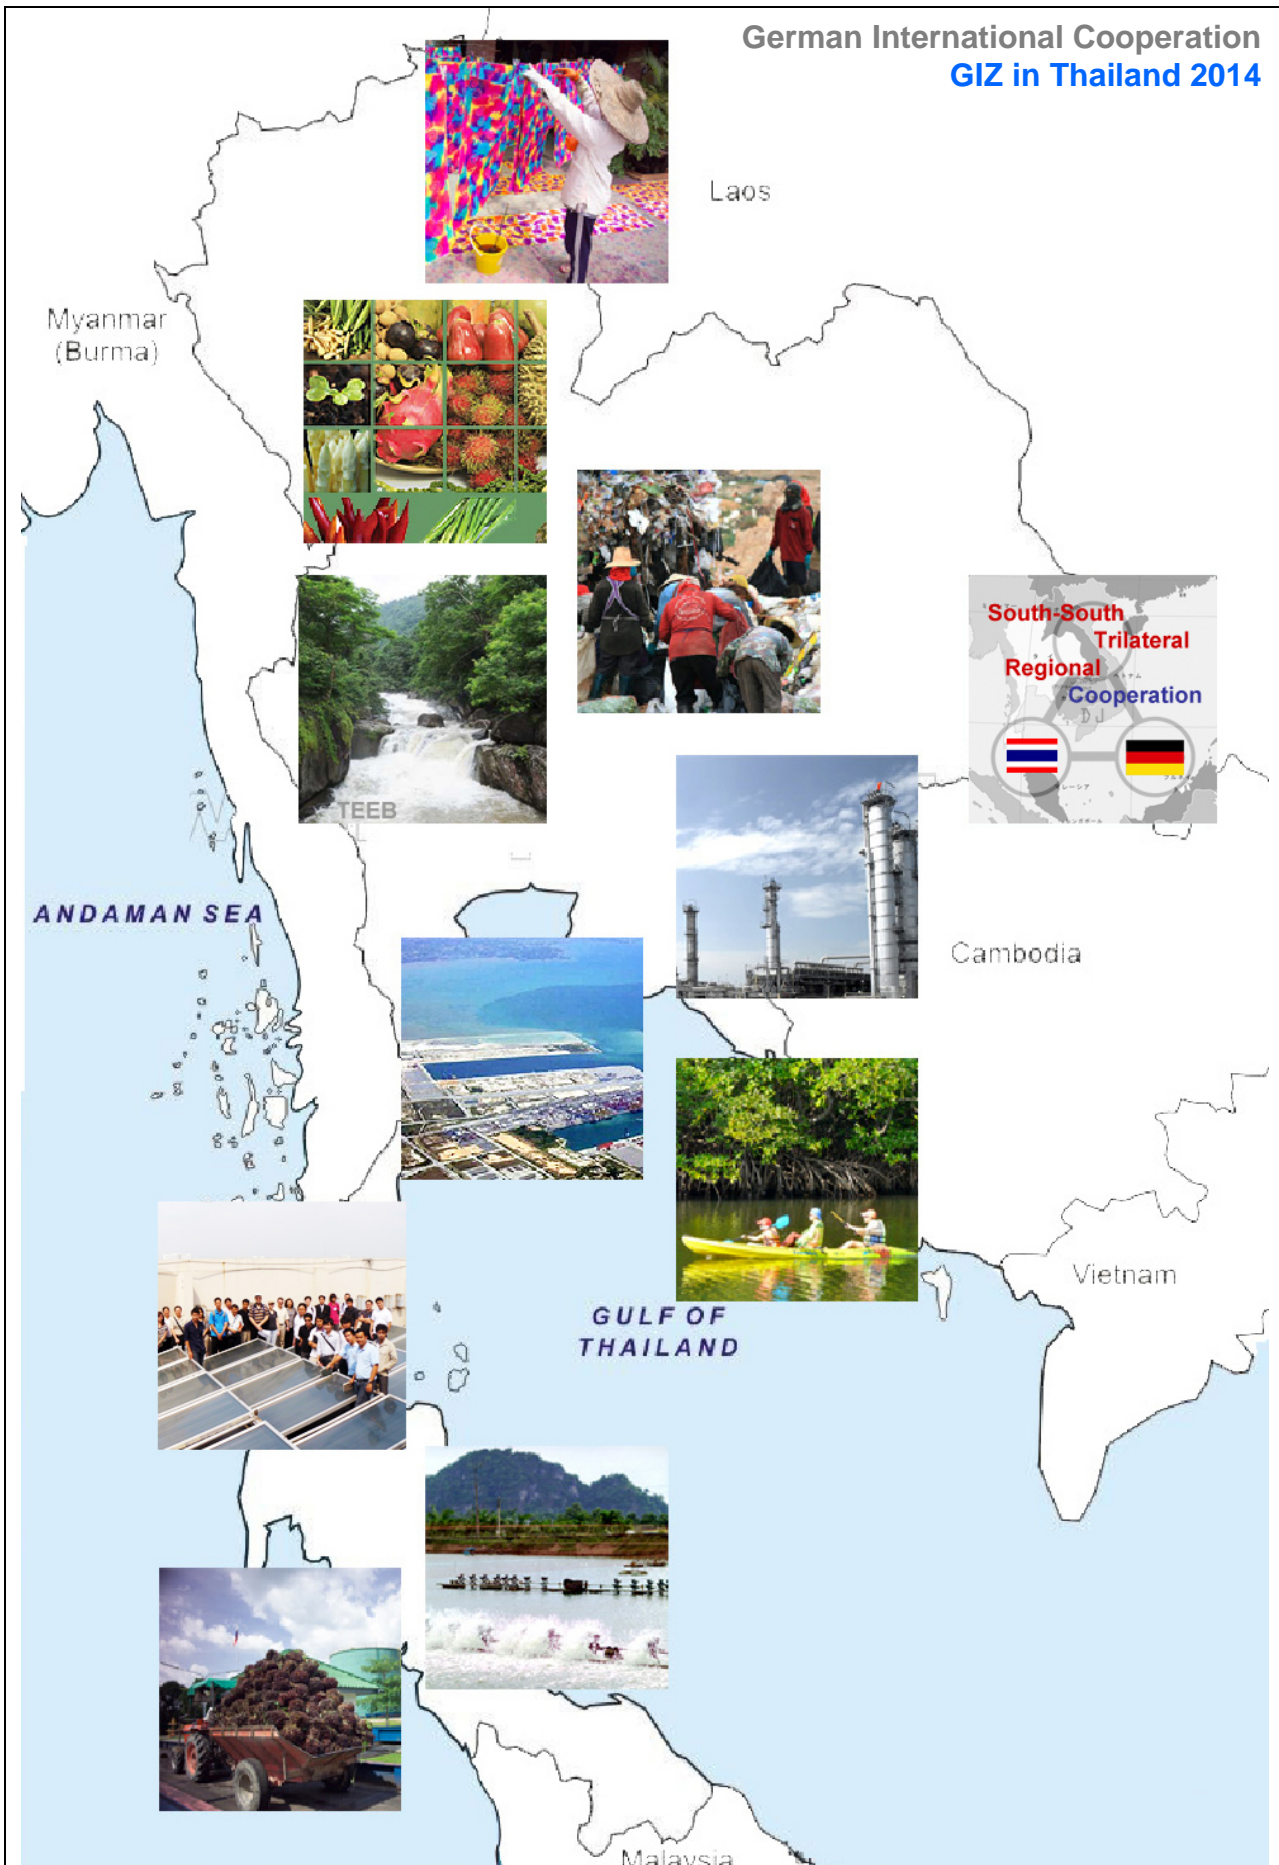 German International Cooperation
GIZ in Thailand 2014
Laos
Myanmar
(Burma)
South-South
Trilateral
Regional
Cooperation
TEEB
ANDAMAN SEA
Cambodia
GULF OF
THAILAND
Vietnam
Malaysia